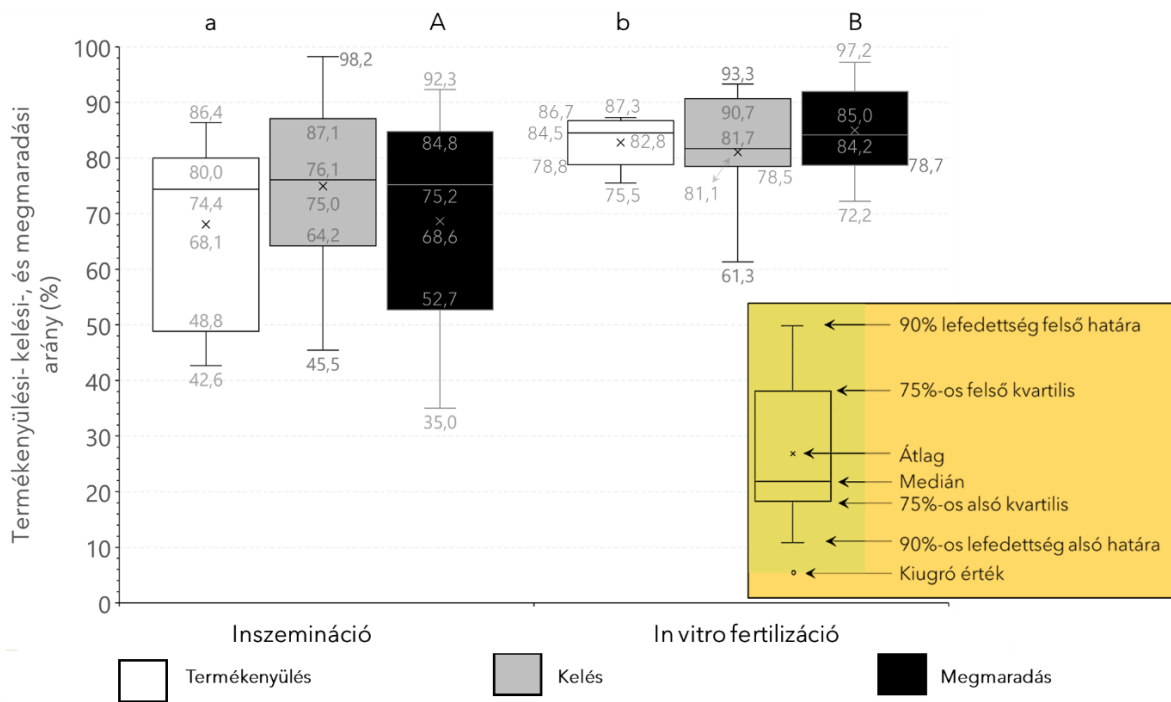 a
A
b
B
Termékenyülési- kelési-, és megmaradási
arány (%)
100
90
80
70
60
50
40
30
20
10
0
86,4
80,0
74,4
68,1
48,8
42,6
98,2
87,1
76,1
75,0
64,2
45,5
92,3
84,8
75,2
68,6
52,7
35,0
87,3
86,7
84,5
82,8
78,8
75,5
93,3
90,7
81,7
81,1
78,5
61,3
97,2
85,0
84,2
78,7
72,2
90% lefedettség felső határa
75%-os felső kvartilis
Átlag
Medián
75%-os alsó kvartilis
90%-os lefedettség alsó határa
Kiugró érték
Inszemináció
In vitro fertilizáció
Termékenyülés
Kelés
Megmaradás